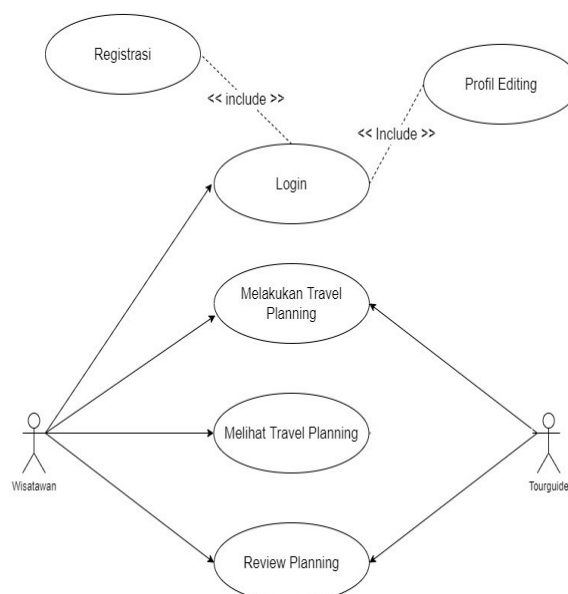 Registrasi
Profil Editing
<< include >>
<< Include >>
Login
Melakukan Travel
Planning
Melihat Travel Planning
Wisatawan
Tourguide
Review Planning